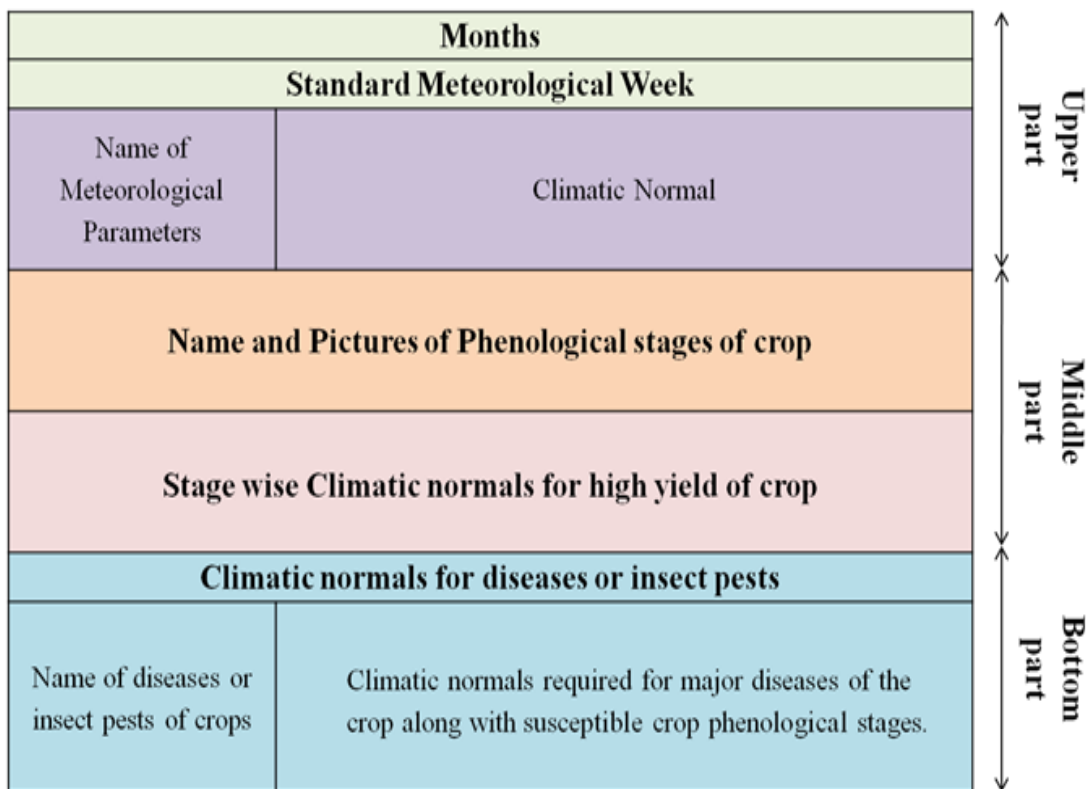 Months
Standard Meteorological Week
Name of
Meteorological
Parameters
Climatic Normal
Upper
part
Name and Pictures of Phenological stages of crop
Stage wise Climatic normals for high yield of crop
Middle
part
Climatic normals for diseases or insect pests
Name of diseases or
insect pests of crops
Climatic normals required for major diseases of the
crop along with susceptible crop phenological stages.
Bottom
part